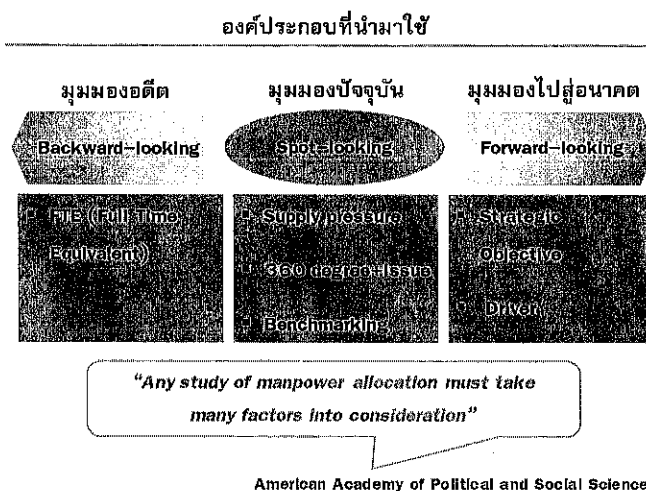 องค์ประกอบที่นำมาใช้
มุมมองอดีต
มุมมองปัจจุบัน
มุมมองไปสู่อนาคต
Backward-looking
Spot-looking
Forward-looking
FTE (Full Time
Equivalent)
Supply pressure
360 degree issue
Benchmarking
Strategic
Objective
Driver
"Any study of manpower allocation must take
many factors into consideration"
American Academy of Political and Social Science